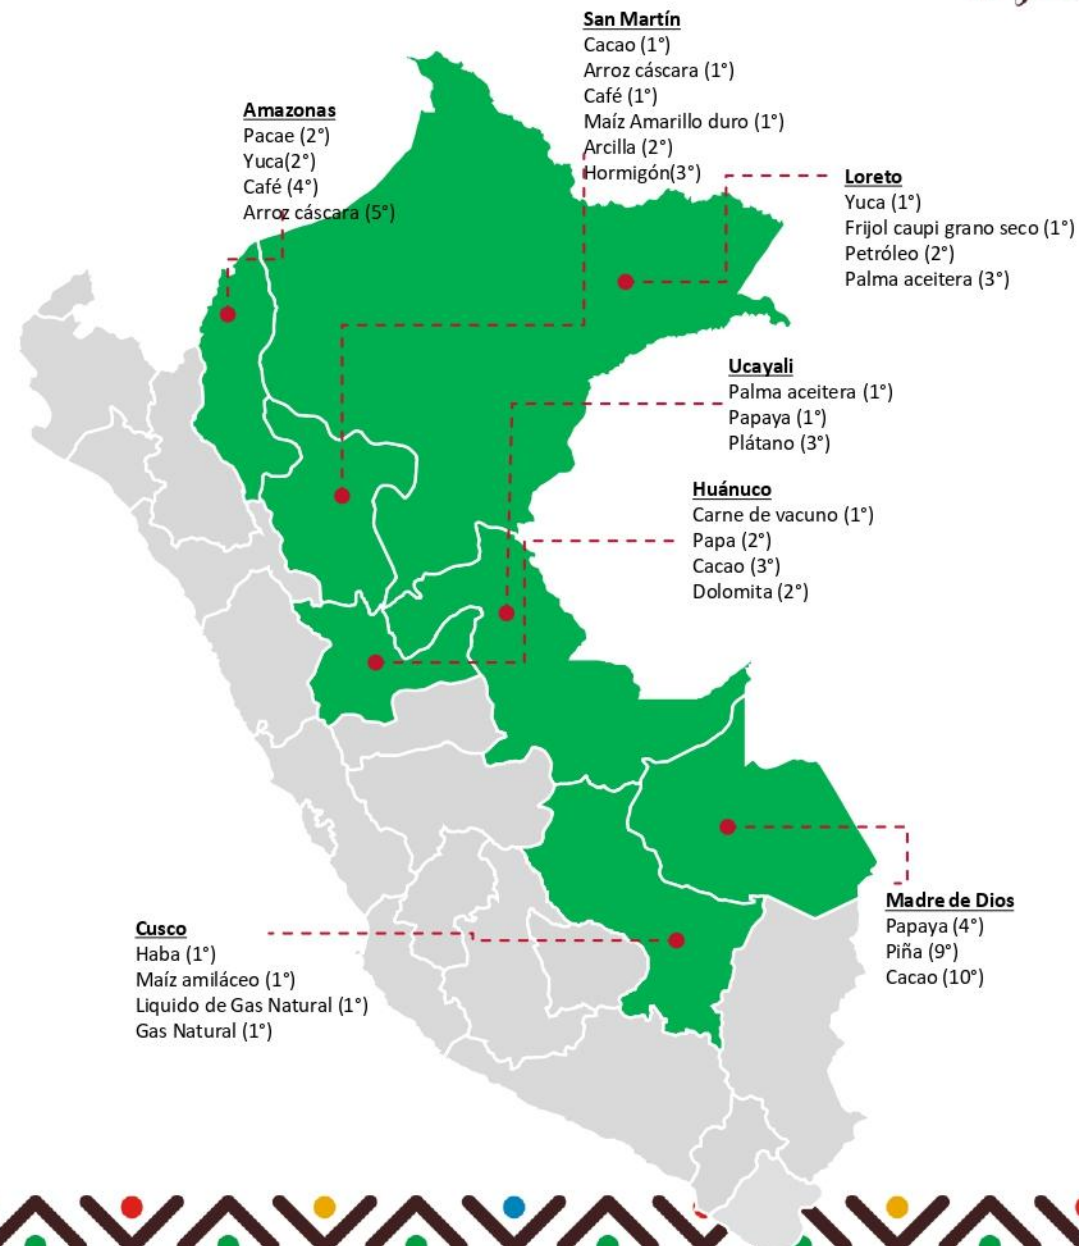 San Martín
Cacao (1°)
Arroz cáscara (1°)
Café (1°)
Maíz Amarillo duro (1°)
Arcilla (2°)
Hormigón(3°)
Amazonas
Pacae (2°)
Yuca(2°)
Café (4°)
Arroz cáscara (5°)
Loreto
Yuca (1°)
Frijol caupi grano seco (1°)
Petróleo (2°)
Palma aceitera (3°)
Ucayali
Palma aceitera (1°)
Papaya (1°)
Plátano (3°)
Huánuco
Carne de vacuno (1°)
Papa (2°)
Cacao (3°)
Dolomita (2°)
Madre de Dios
Papaya (4°)
Piña (9°)
Cacao (10°)
Cusco
Haba (1°)
Maíz amiláceo (1°)
Liquido de Gas Natural (1°)
Gas Natural (1°)